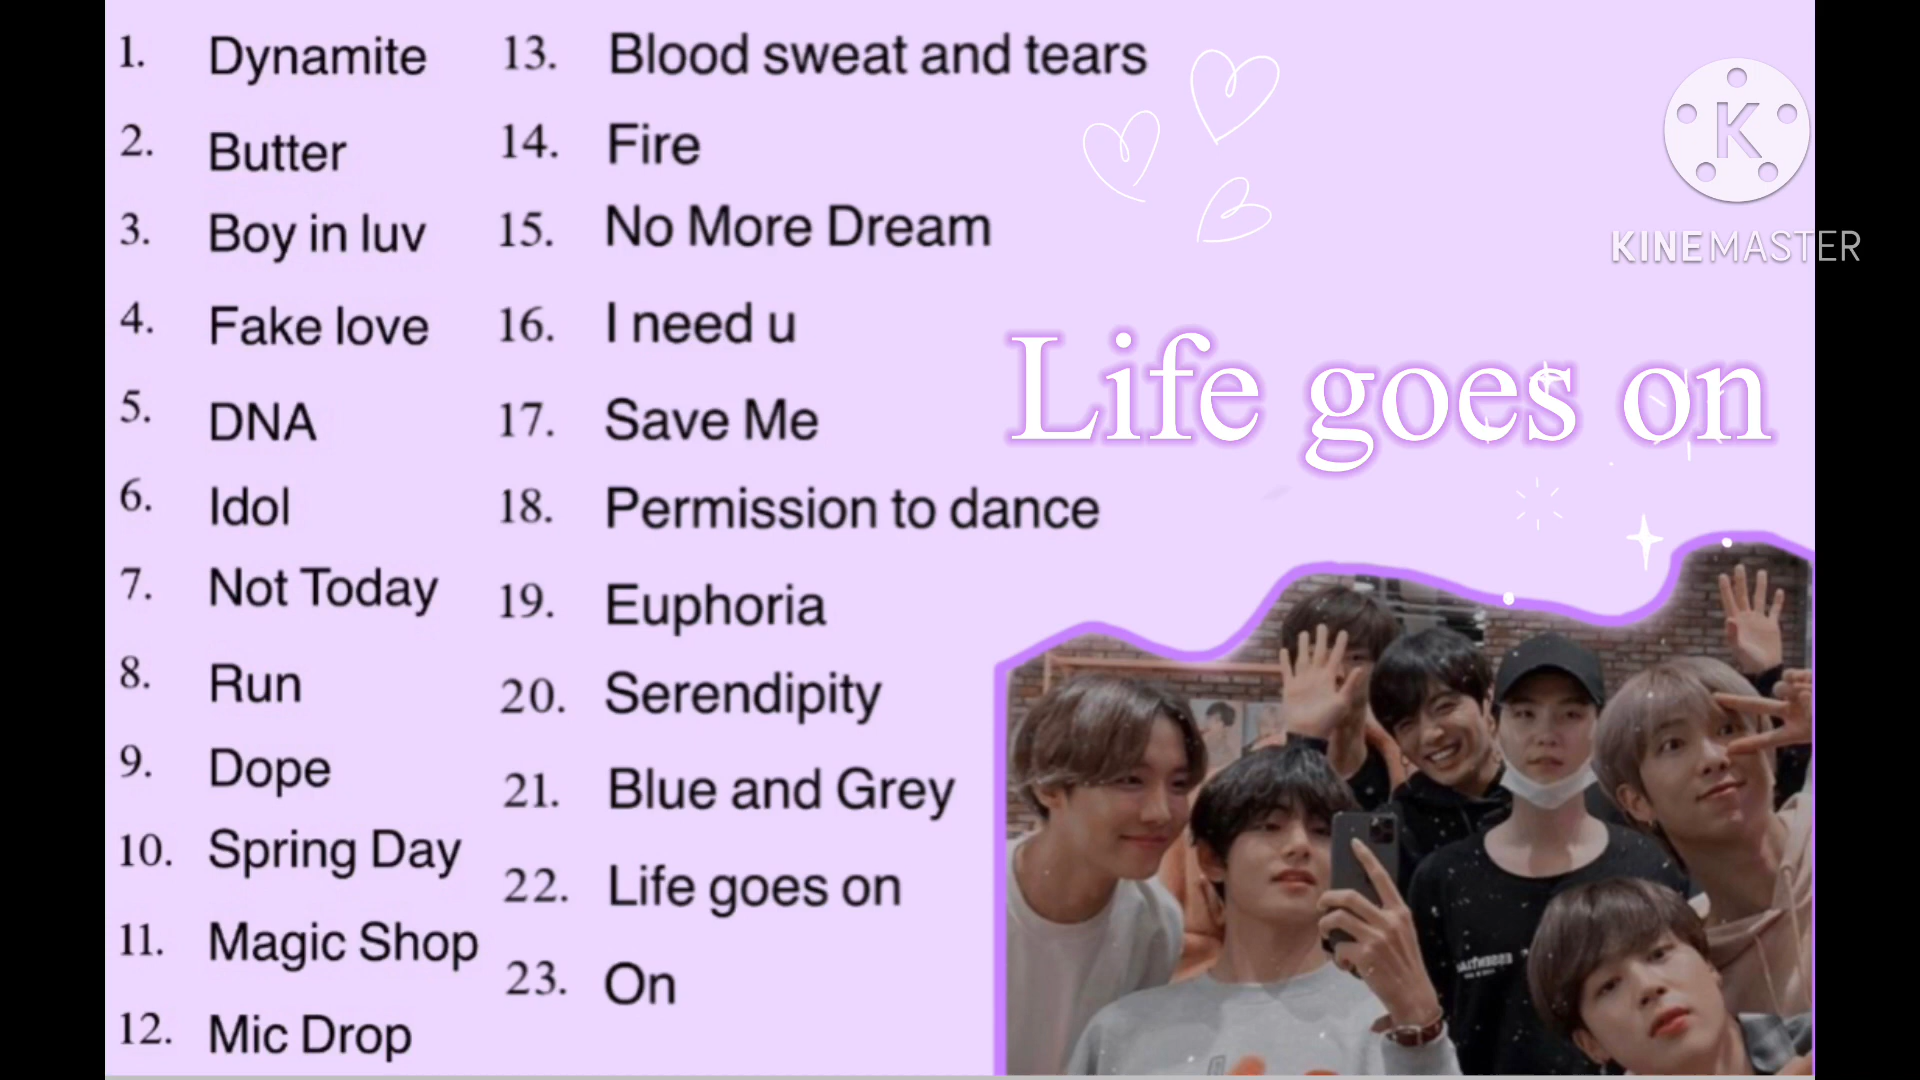 1. Dynamite
2. Butter
3. Boy in luv
4. Fake love
5. DNA
6. Idol
7. Not Today
8. Run
9. Dope
10. Spring Day
11. Magic Shop
12. Mic Drop
13. Blood sweat and tears
14. Fire
15. No More Dream
16. I need u
17. Save Me
18. Permission to dance
19. Euphoria
20. Serendipity
21. Blue and Grey
22. Life goes on
23. On
K
KINEMASTER
Life goes on